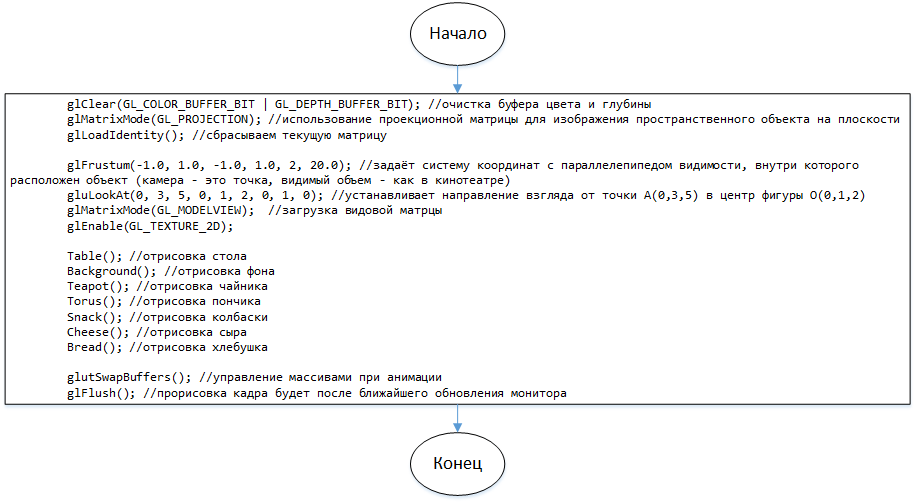 Начало
glClear(GL_COLOR_BUFFER_BIT | GL_DEPTH_BUFFER_BIT); //очистка буфера цвета и глубины
glMatrixMode(GL_PROJECTION); //использование проекционной матрицы для изображения пространственного объекта на плоскости
glLoadIdentity(); //сбрасываем текущую матрицу
glFrustum(-1.0, 1.0, -1.0, 1.0, 2, 20.0); //задаёт систему координат с параллелепипедом видимости, внутри которого
расположен объект (камера - это точка, видимый объем - как в кинотеатре)
gluLookAt(0, 3, 5, 0, 1, 2, 0, 1, 0); //устанавливает направление взгляда от точки A(0,3,5) в центр фигуры O(0,1,2)
glMatrixMode(GL_MODELVIEW);  //загрузка видовой матрцы
glEnable(GL_TEXTURE_2D);
Table(); //отрисовка стола
Background(); //отрисовка фона
Teapot(); //отрисовка чайника
Torus(); //отрисовка пончика
Snack(); //отрисовка колбаски
Cheese(); //отрисовка сыра
Bread(); //отрисовка хлебушка
glutSwapBuffers(); //управление массивами при анимации
glFlush(); //прорисовка кадра будет после ближайшего обновления монитора
Конец